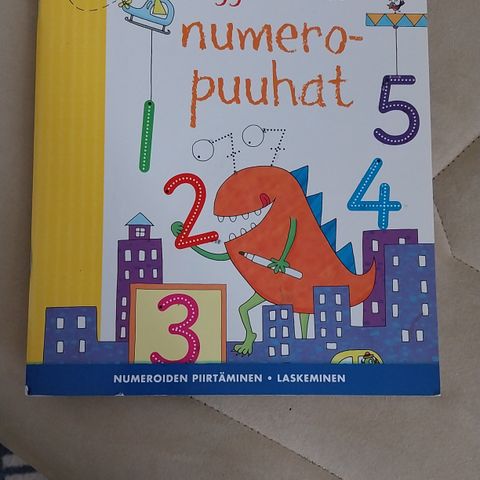 numero-
puuhat
1
5
2
4
3
NUMEROIDEN PIIRTÄMINEN • LASKEMINEN